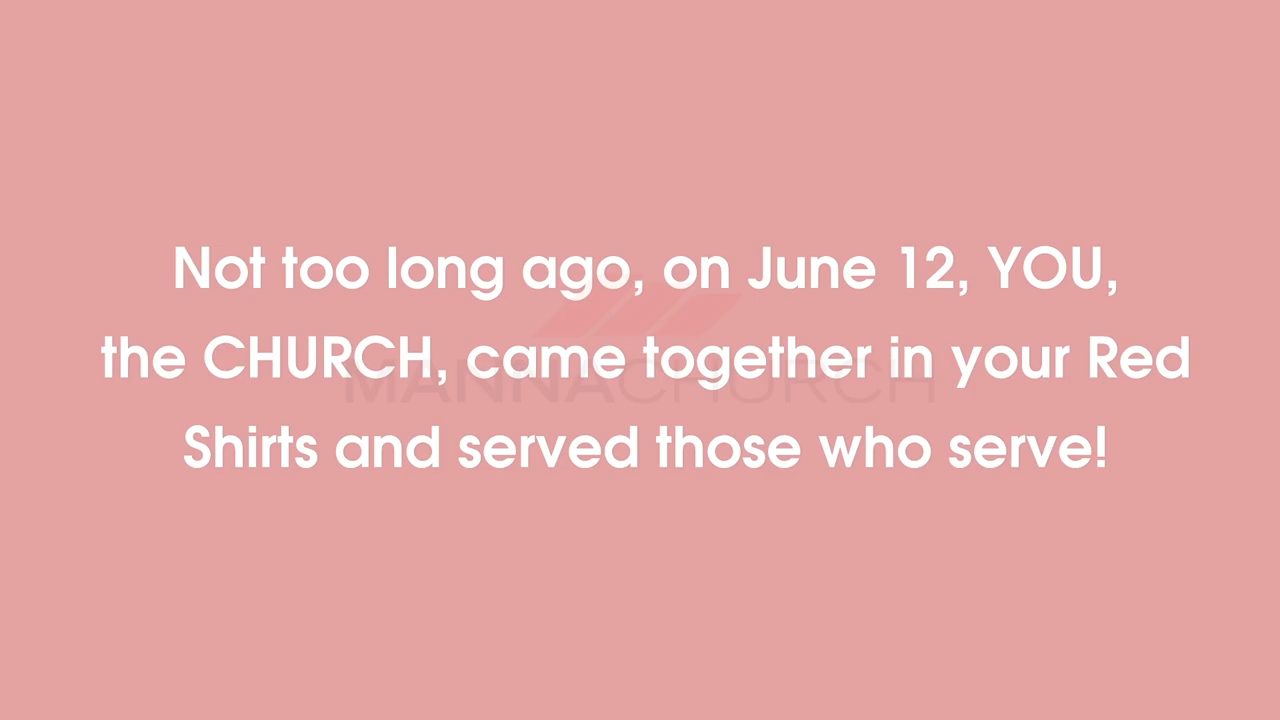 Not too long ago, on June 12, YOU,
the CHURCH, came together in your Red
Shirts and served those who serve!
MANNACHURCH